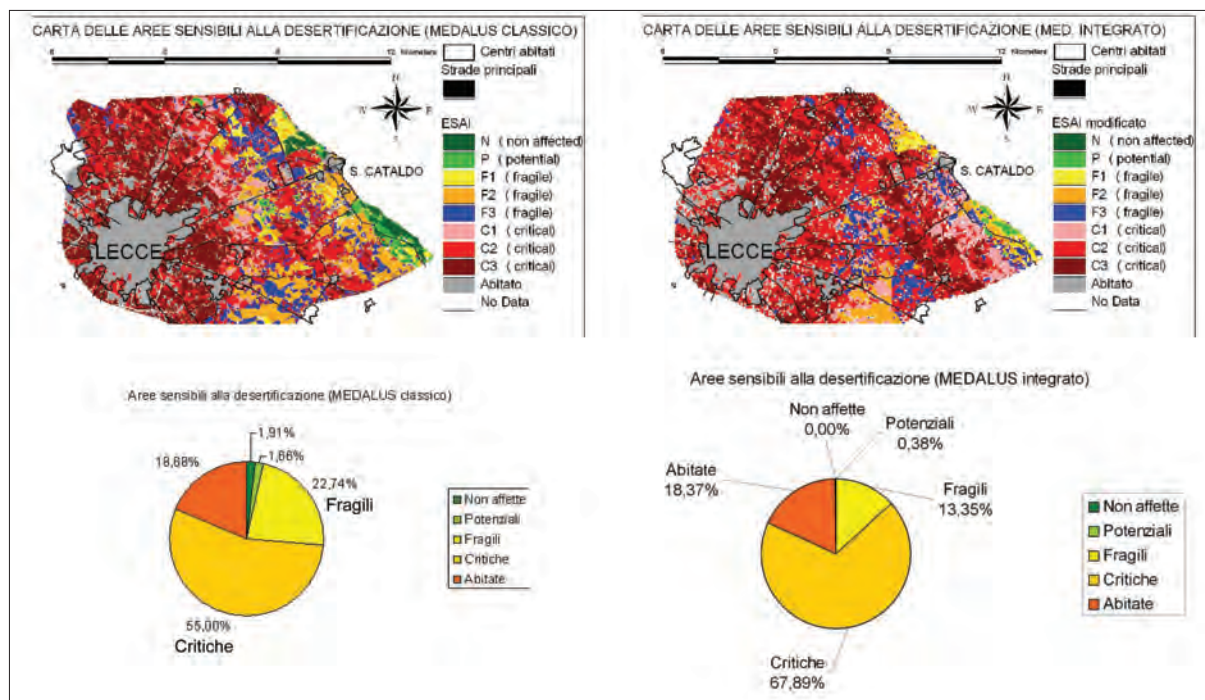 CARTA DELLE AREE SENSIBILI ALLA DESERTIFICAZIONE (MEDALUS CLASSICO)
12 Kilometers
Centri abitati
Strade principali
N
W E
S
ESAI
N ( non affected)
P ( potential)
F1 ( fragile)
F2 ( fragile)
F3 ( fragile)
C1 ( critical)
C2 ( critical)
C3 ( critical)
Abitato
No Data
S. CATALDO
LECCE
CARTA DELLE AREE SENSIBILI ALLA DESERTIFICAZIONE (MED. INTEGRATO)
12 Kilometers
Centri abitati
Strade principali
N
W E
S
ESAI modificato
N ( non affected)
P ( potential)
F1 ( fragile)
F2 ( fragile)
F3 ( fragile)
C1 ( critical)
C2 ( critical)
C3 ( critical)
Abitato
No Data
S. CATALDO
LECCE
Aree sensibili alla desertificazione (MEDALUS classico)
1,91%
1,66%
18,68%
22,74%
Fragili
55,00%
Critiche
Non affette
Potenziali
Fragili
Critiche
Abitate
Aree sensibili alla desertificazione (MEDALUS integrato)
Non affette
0,00%
Potenziali
0,38%
Abitate
18,37%
Fragili
13,35%
Critiche
67,89%
Non affette
Potenziali
Fragili
Critiche
Abitate